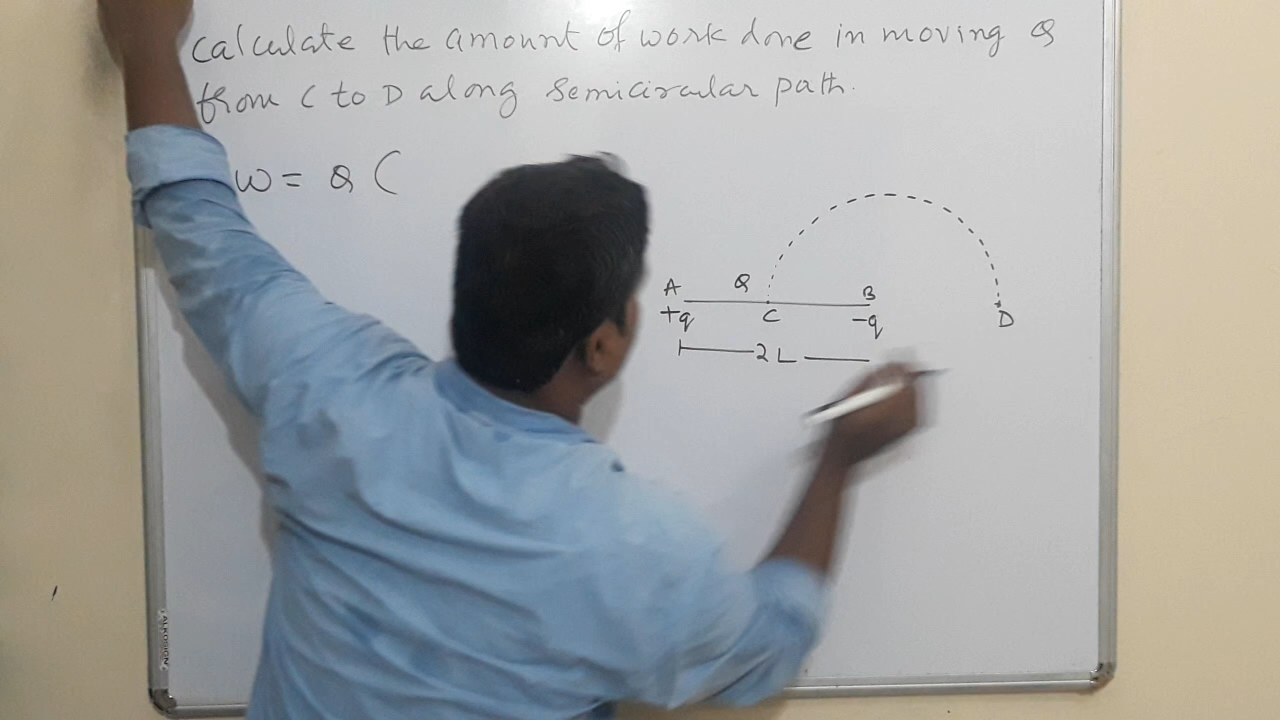 Calculate the amount of work done in moving Q
from C to D along semicircular path.
W = Q (
A Q B
+q C -q D
2L